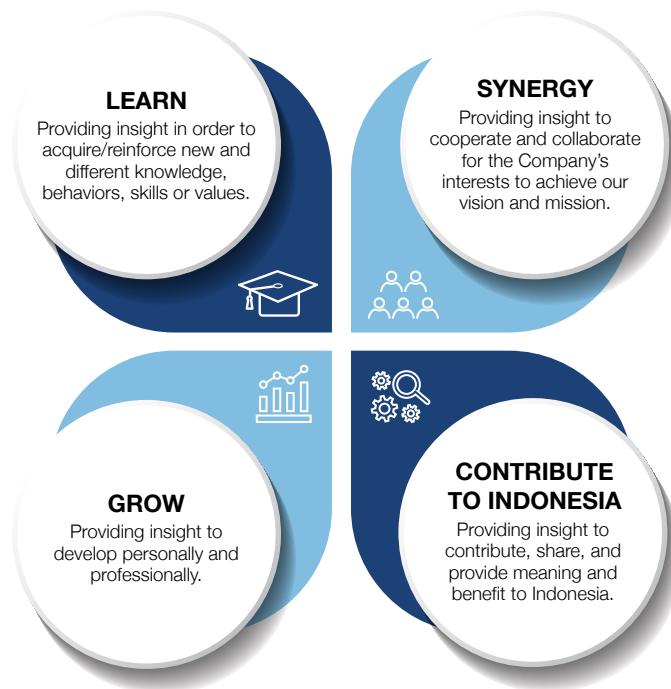 LEARN
Providing insight in order to
acquire/reinforce new and
different knowledge,
behaviors, skills or values.
SYNERGY
Providing insight to
cooperate and collaborate
for the Company’s
interests to achieve our
vision and mission.
GROW
Providing insight to
develop personally and
professionally.
CONTRIBUTE
TO INDONESIA
Providing insight to
contribute, share, and
provide meaning and
benefit to Indonesia.